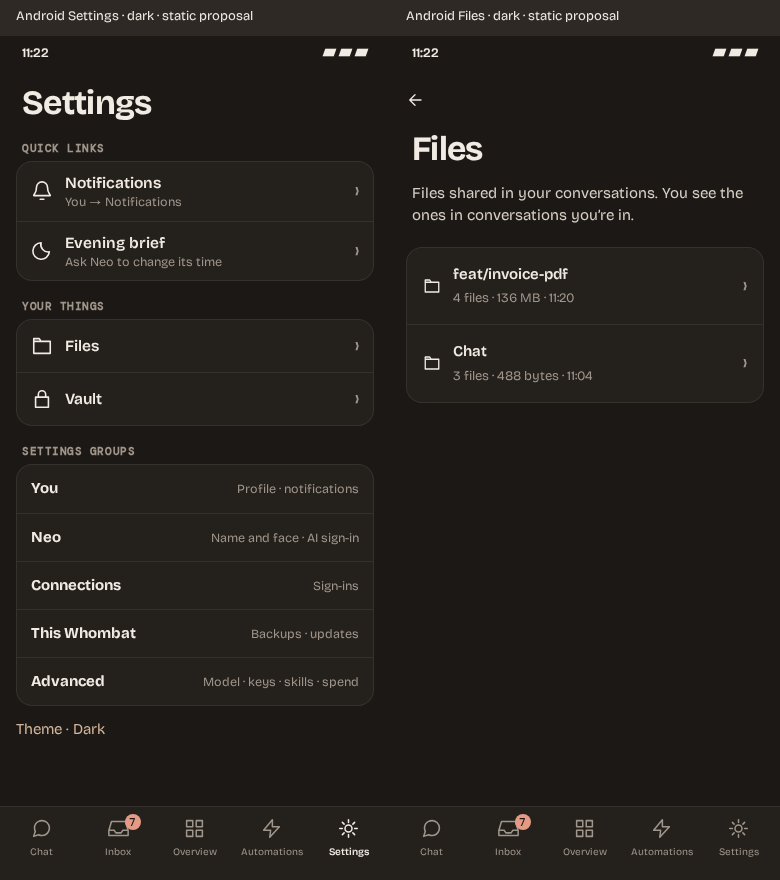 Android Settings · dark · static proposal
11:22
Settings
QUICK LINKS
Notifications
You → Notifications
Evening brief
Ask Neo to change its time
YOUR THINGS
Files
Vault
SETTINGS GROUPS
You Profile · notifications
Neo Name and face · AI sign-in
Connections Sign-ins
This Whombat Backups · updates
Advanced Model · keys · skills · spend
Theme · Dark
Chat
7
Inbox
Overview
Automations
Settings
Android Files · dark · static proposal
11:22
Files
Files shared in your conversations. You see the
ones in conversations you're in.
feat/invoice-pdf
4 files · 136 MB · 11:20
Chat
3 files · 488 bytes · 11:04
Chat
7
Inbox
Overview
Automations
Settings